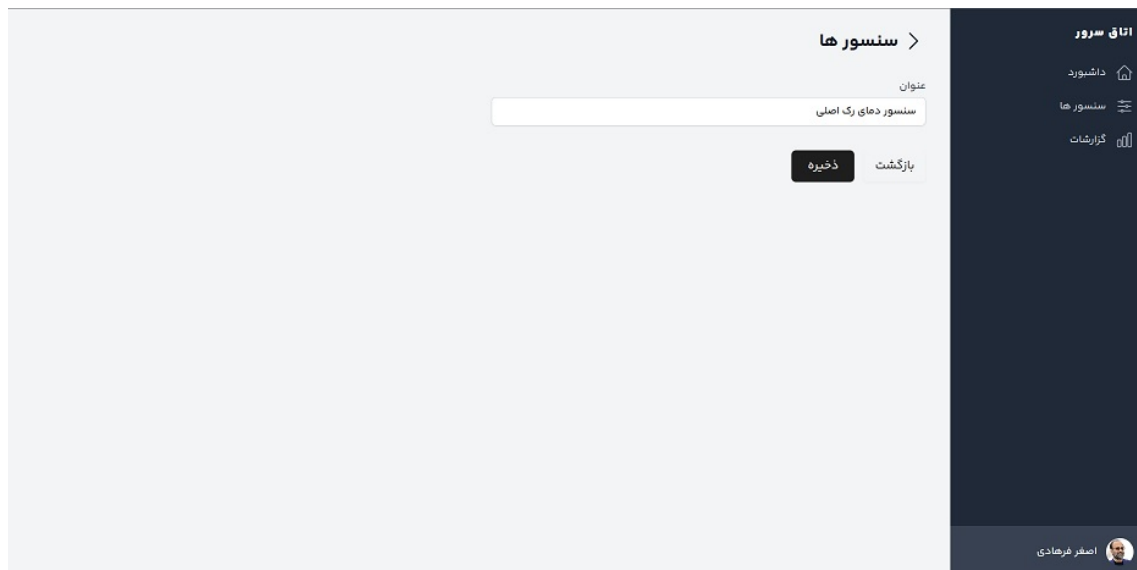 اتاق سرور
داشبورد
سنسور ها
گزارشات
اصغر فرهادی
سنسور ها
عنوان
سنسور دمای رک اصلی
بازگشت
ذخیره